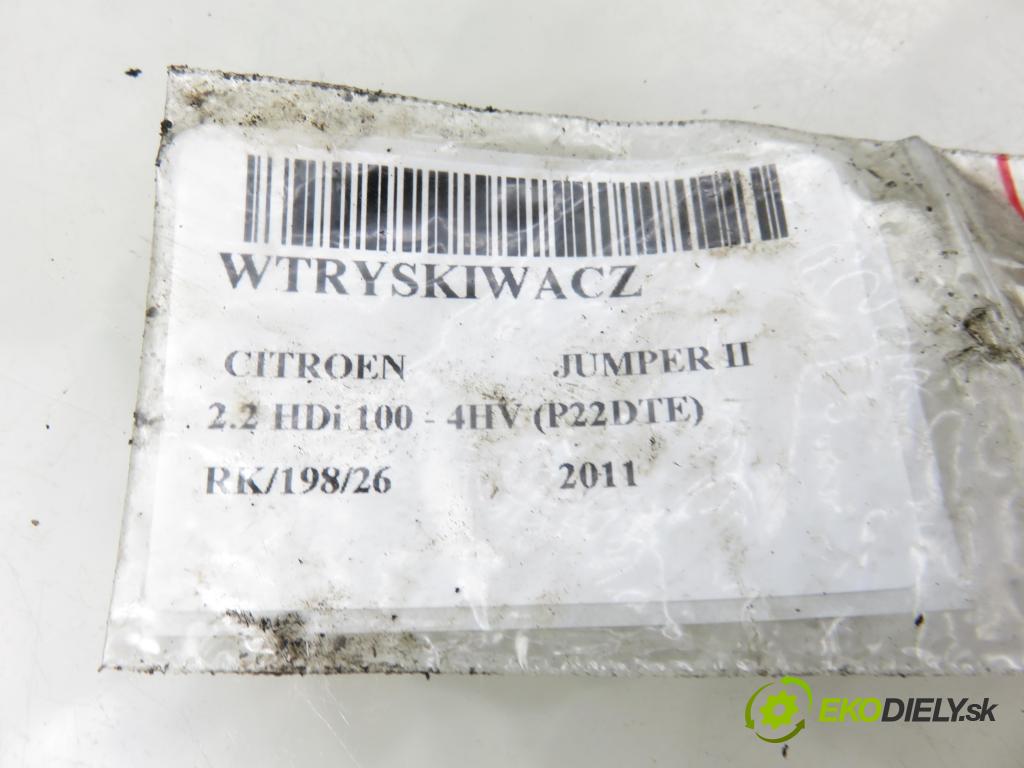 WTRYSKIWACZ
CITROEN JUMPER II
2.2 HDi 100 - 4HV (P22DTE)
RK/198/26 2011
EKODIELY.sk